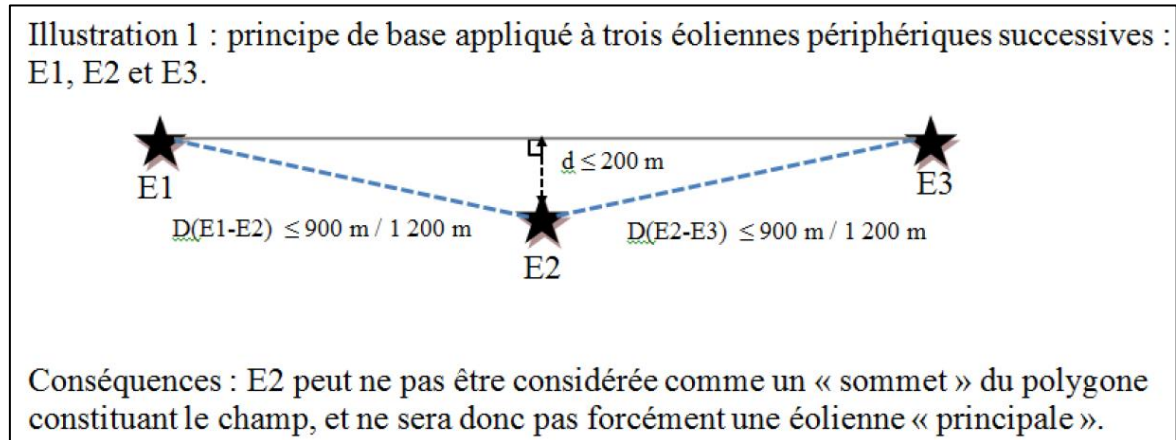 Illustration 1 : principe de base appliqué à trois éoliennes périphériques successives :
E1, E2 et E3.
d ≤ 200 m
E1
E3
D(E1-E2) ≤ 900 m / 1 200 m
D(E2-E3) ≤ 900 m / 1 200 m
E2
Conséquences : E2 peut ne pas être considérée comme un « sommet » du polygone
constituant le champ, et ne sera donc pas forcément une éolienne « principale ».